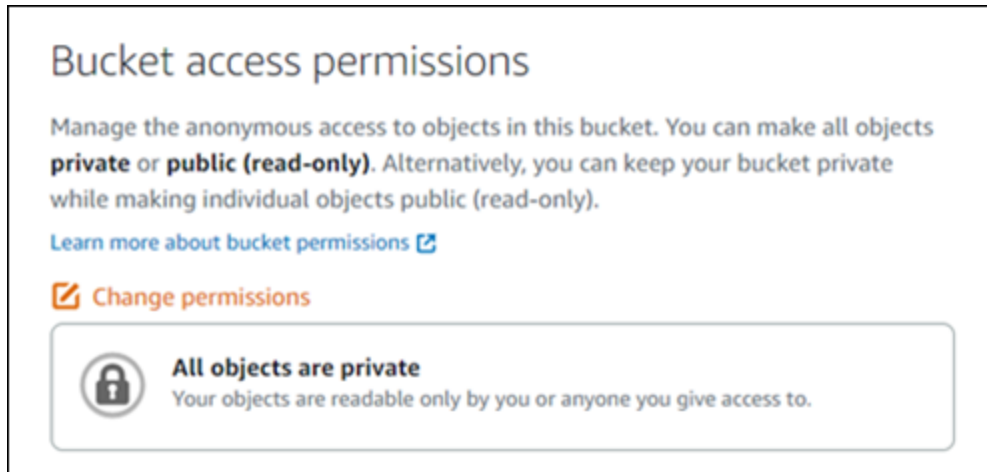 Bucket access permissions
Manage the anonymous access to objects in this bucket. You can make all objects
private or public (read-only). Alternatively, you can keep your bucket private
while making individual objects public (read-only).
Learn more about bucket permissions
Change permissions
All objects are private
Your objects are readable only by you or anyone you give access to.